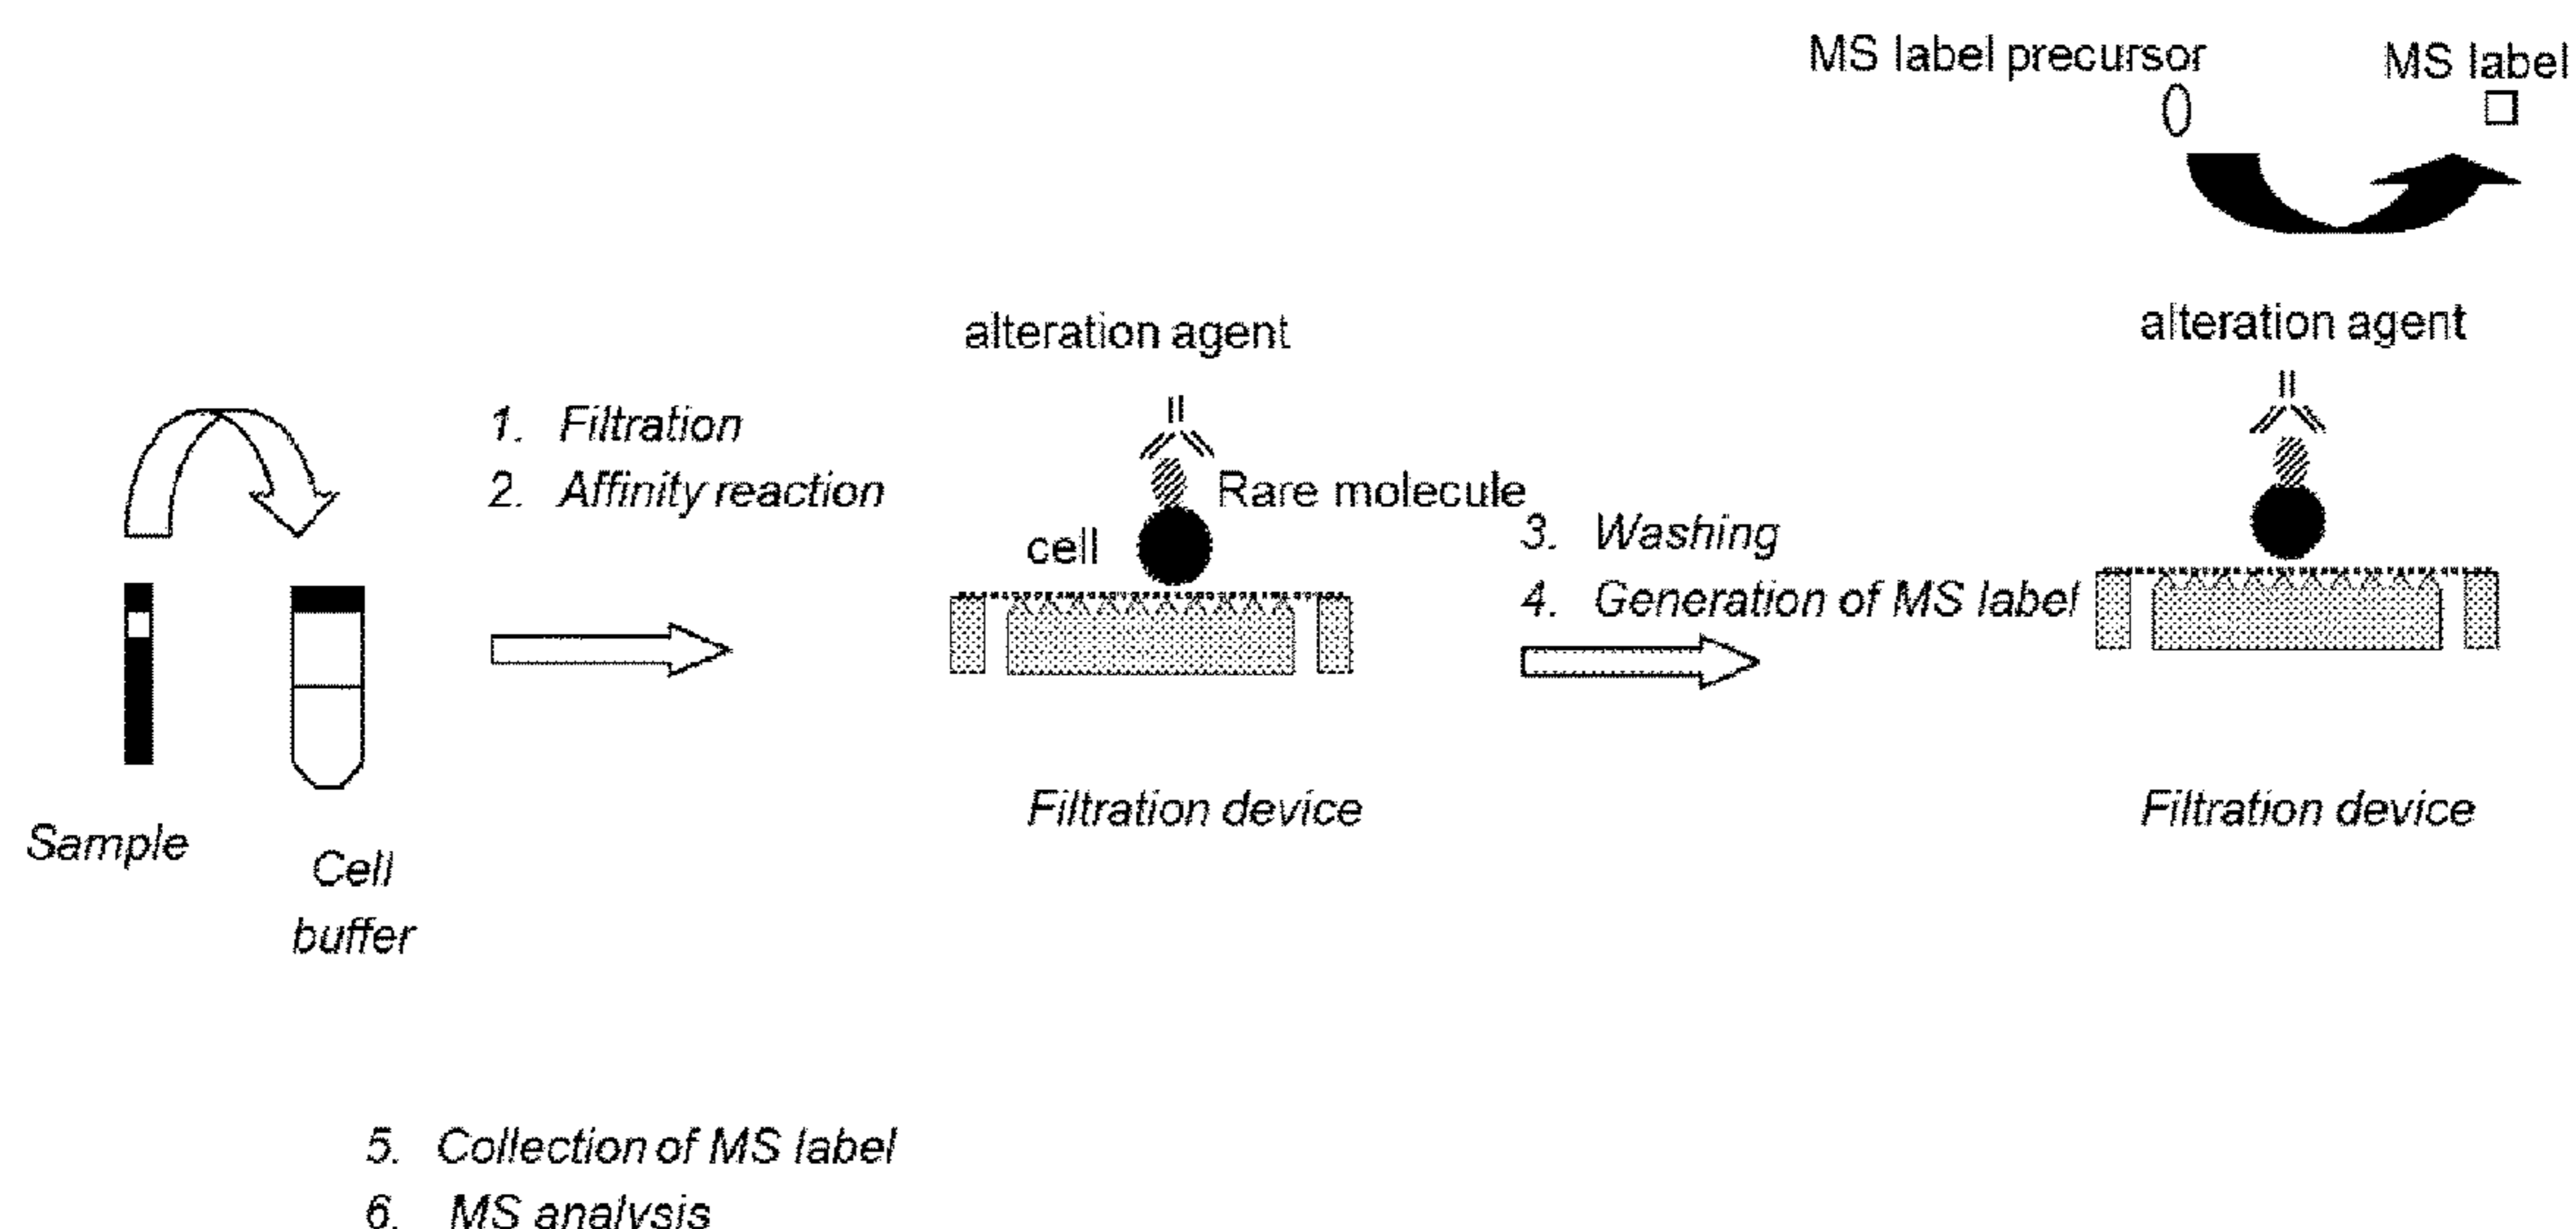 MS label precursor
MS label
alteration agent
alteration agent
1. Filtration
2. Affinity reaction
Rare molecule
cell
3. Washing
4. Generation of MS label
Sample
Cell
buffer
Filtration device
Filtration device
5. Collection of MS label
6. MS analysis